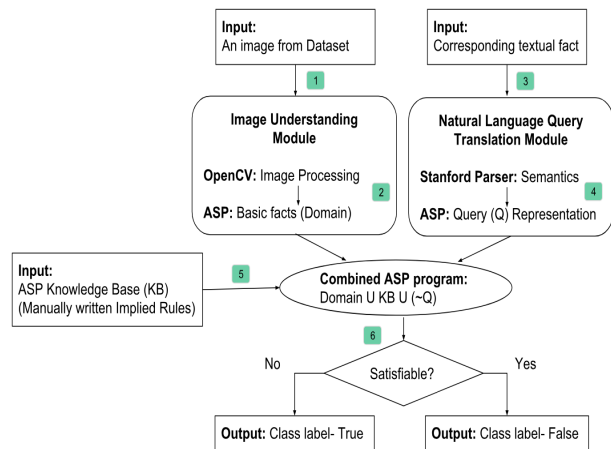 Input:
An image from Dataset
Input:
Corresponding textual fact
1
3
Image Understanding
Module
OpenCV: Image Processing
2
ASP: Basic facts (Domain)
Natural Language Query
Translation Module
Stanford Parser: Semantics
4
ASP: Query (Q) Representation
Input:
ASP Knowledge Base (KB)
(Manually written Implied Rules)
5
Combined ASP program:
Domain U KB U (~Q)
6
No
Satisfiable?
Yes
Output: Class label- True
Output: Class label- False